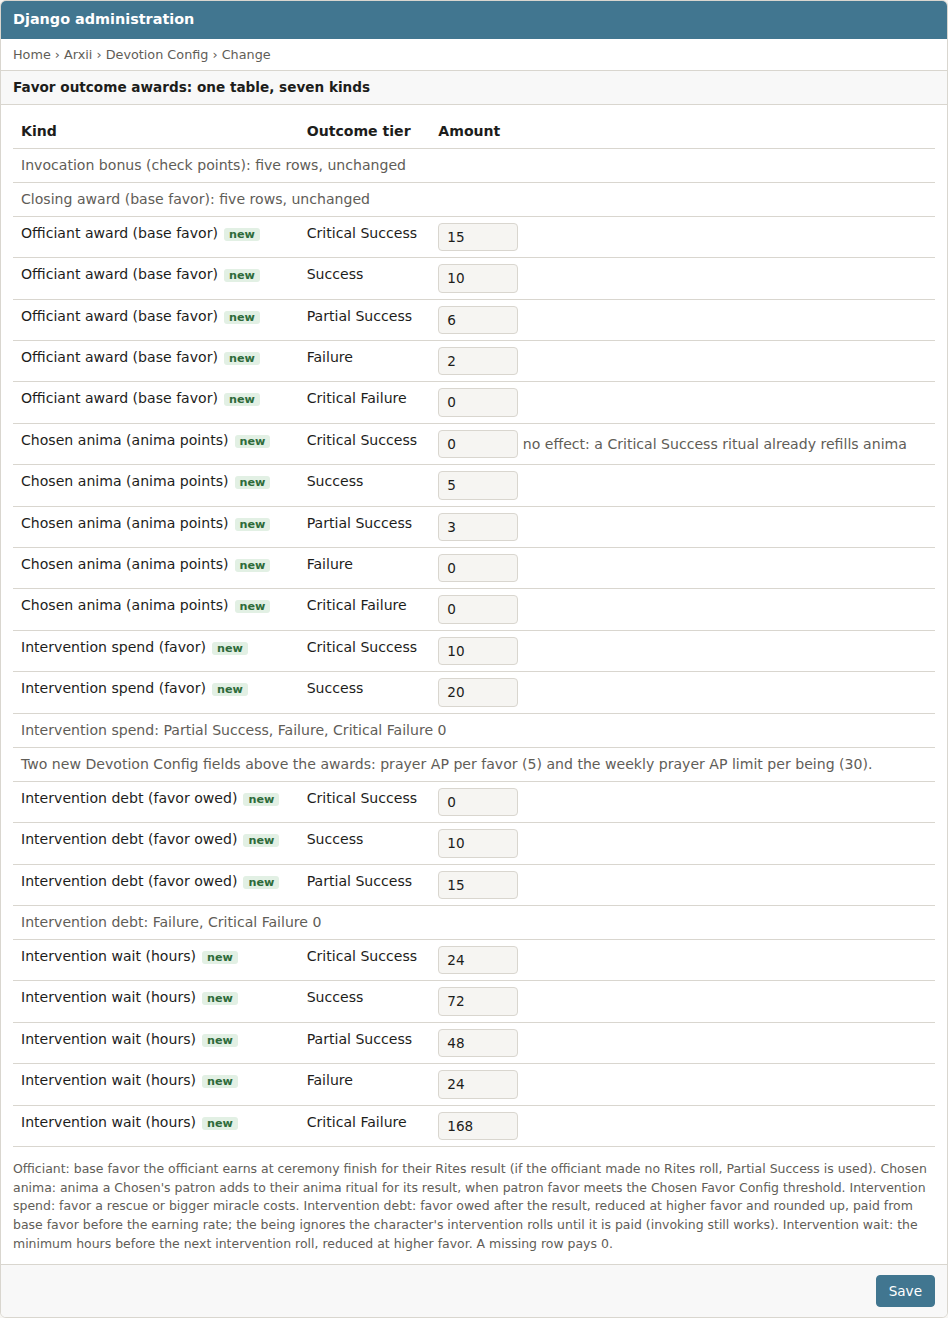 Django administration
Home › Arxii › Devotion Config › Change
Favor outcome awards: one table, seven kinds
Kind Outcome tier Amount
Invocation bonus (check points): five rows, unchanged
Closing award (base favor): five rows, unchanged
Officiant award (base favor) new Critical Success 15
Officiant award (base favor) new Success 10
Officiant award (base favor) new Partial Success 6
Officiant award (base favor) new Failure 2
Officiant award (base favor) new Critical Failure 0
Chosen anima (anima points) new Critical Success 0 no effect: a Critical Success ritual already refills anima
Chosen anima (anima points) new Success 5
Chosen anima (anima points) new Partial Success 3
Chosen anima (anima points) new Failure 0
Chosen anima (anima points) new Critical Failure 0
Intervention spend (favor) new Critical Success 10
Intervention spend (favor) new Success 20
Intervention spend: Partial Success, Failure, Critical Failure 0
Two new Devotion Config fields above the awards: prayer AP per favor (5) and the weekly prayer AP limit per being (30).
Intervention debt (favor owed) new Critical Success 0
Intervention debt (favor owed) new Success 10
Intervention debt (favor owed) new Partial Success 15
Intervention debt: Failure, Critical Failure 0
Intervention wait (hours) new Critical Success 24
Intervention wait (hours) new Success 72
Intervention wait (hours) new Partial Success 48
Intervention wait (hours) new Failure 24
Intervention wait (hours) new Critical Failure 168
Officiant: base favor the officiant earns at ceremony finish for their Rites result (if the officiant made no Rites roll, Partial Success is used). Chosen
anima: anima a Chosen's patron adds to their anima ritual for its result, when patron favor meets the Chosen Favor Config threshold. Intervention
spend: favor a rescue or bigger miracle costs. Intervention debt: favor owed after the result, reduced at higher favor and rounded up, paid from
base favor before the earning rate; the being ignores the character's intervention rolls until it is paid (invoking still works). Intervention wait: the
minimum hours before the next intervention roll, reduced at higher favor. A missing row pays 0.
Save